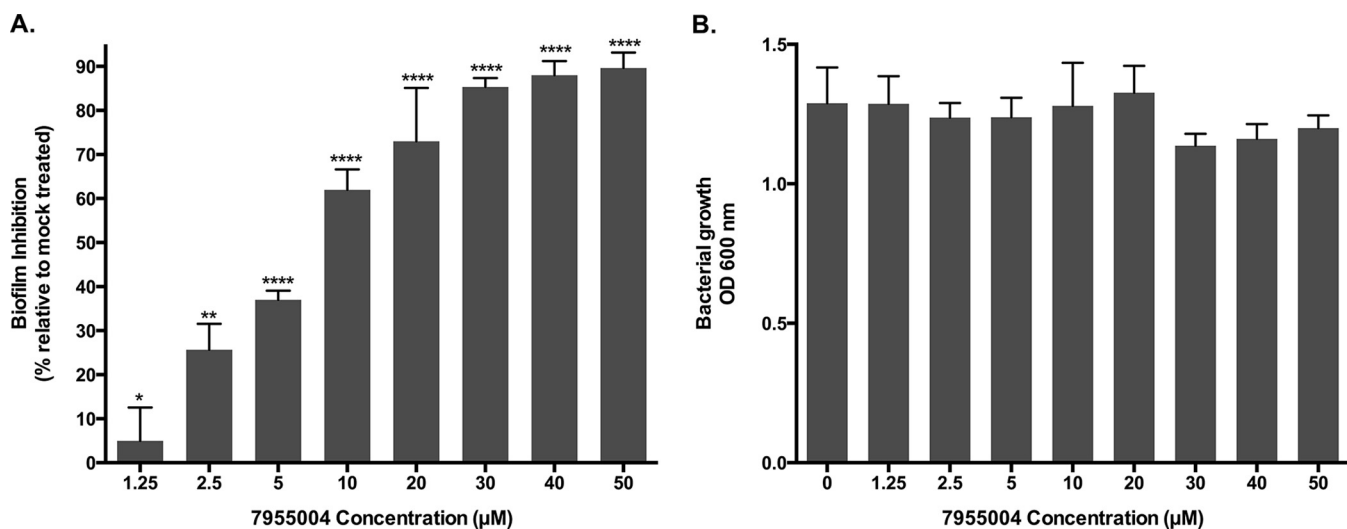 A.
Biofilm Inhibition
(% relative to mock treated)
90
80
70
60
50
40
30
20
10
0
*
**
****
****
****
****
****
****
1.25 2.5 5 10 20 30 40 50
7955004 Concentration (µM)
B.
Bacterial growth
OD 600 nm
1.5
1.0
0.5
0.0
0 1.25 2.5 5 10 20 30 40 50
7955004 Concentration (µM)